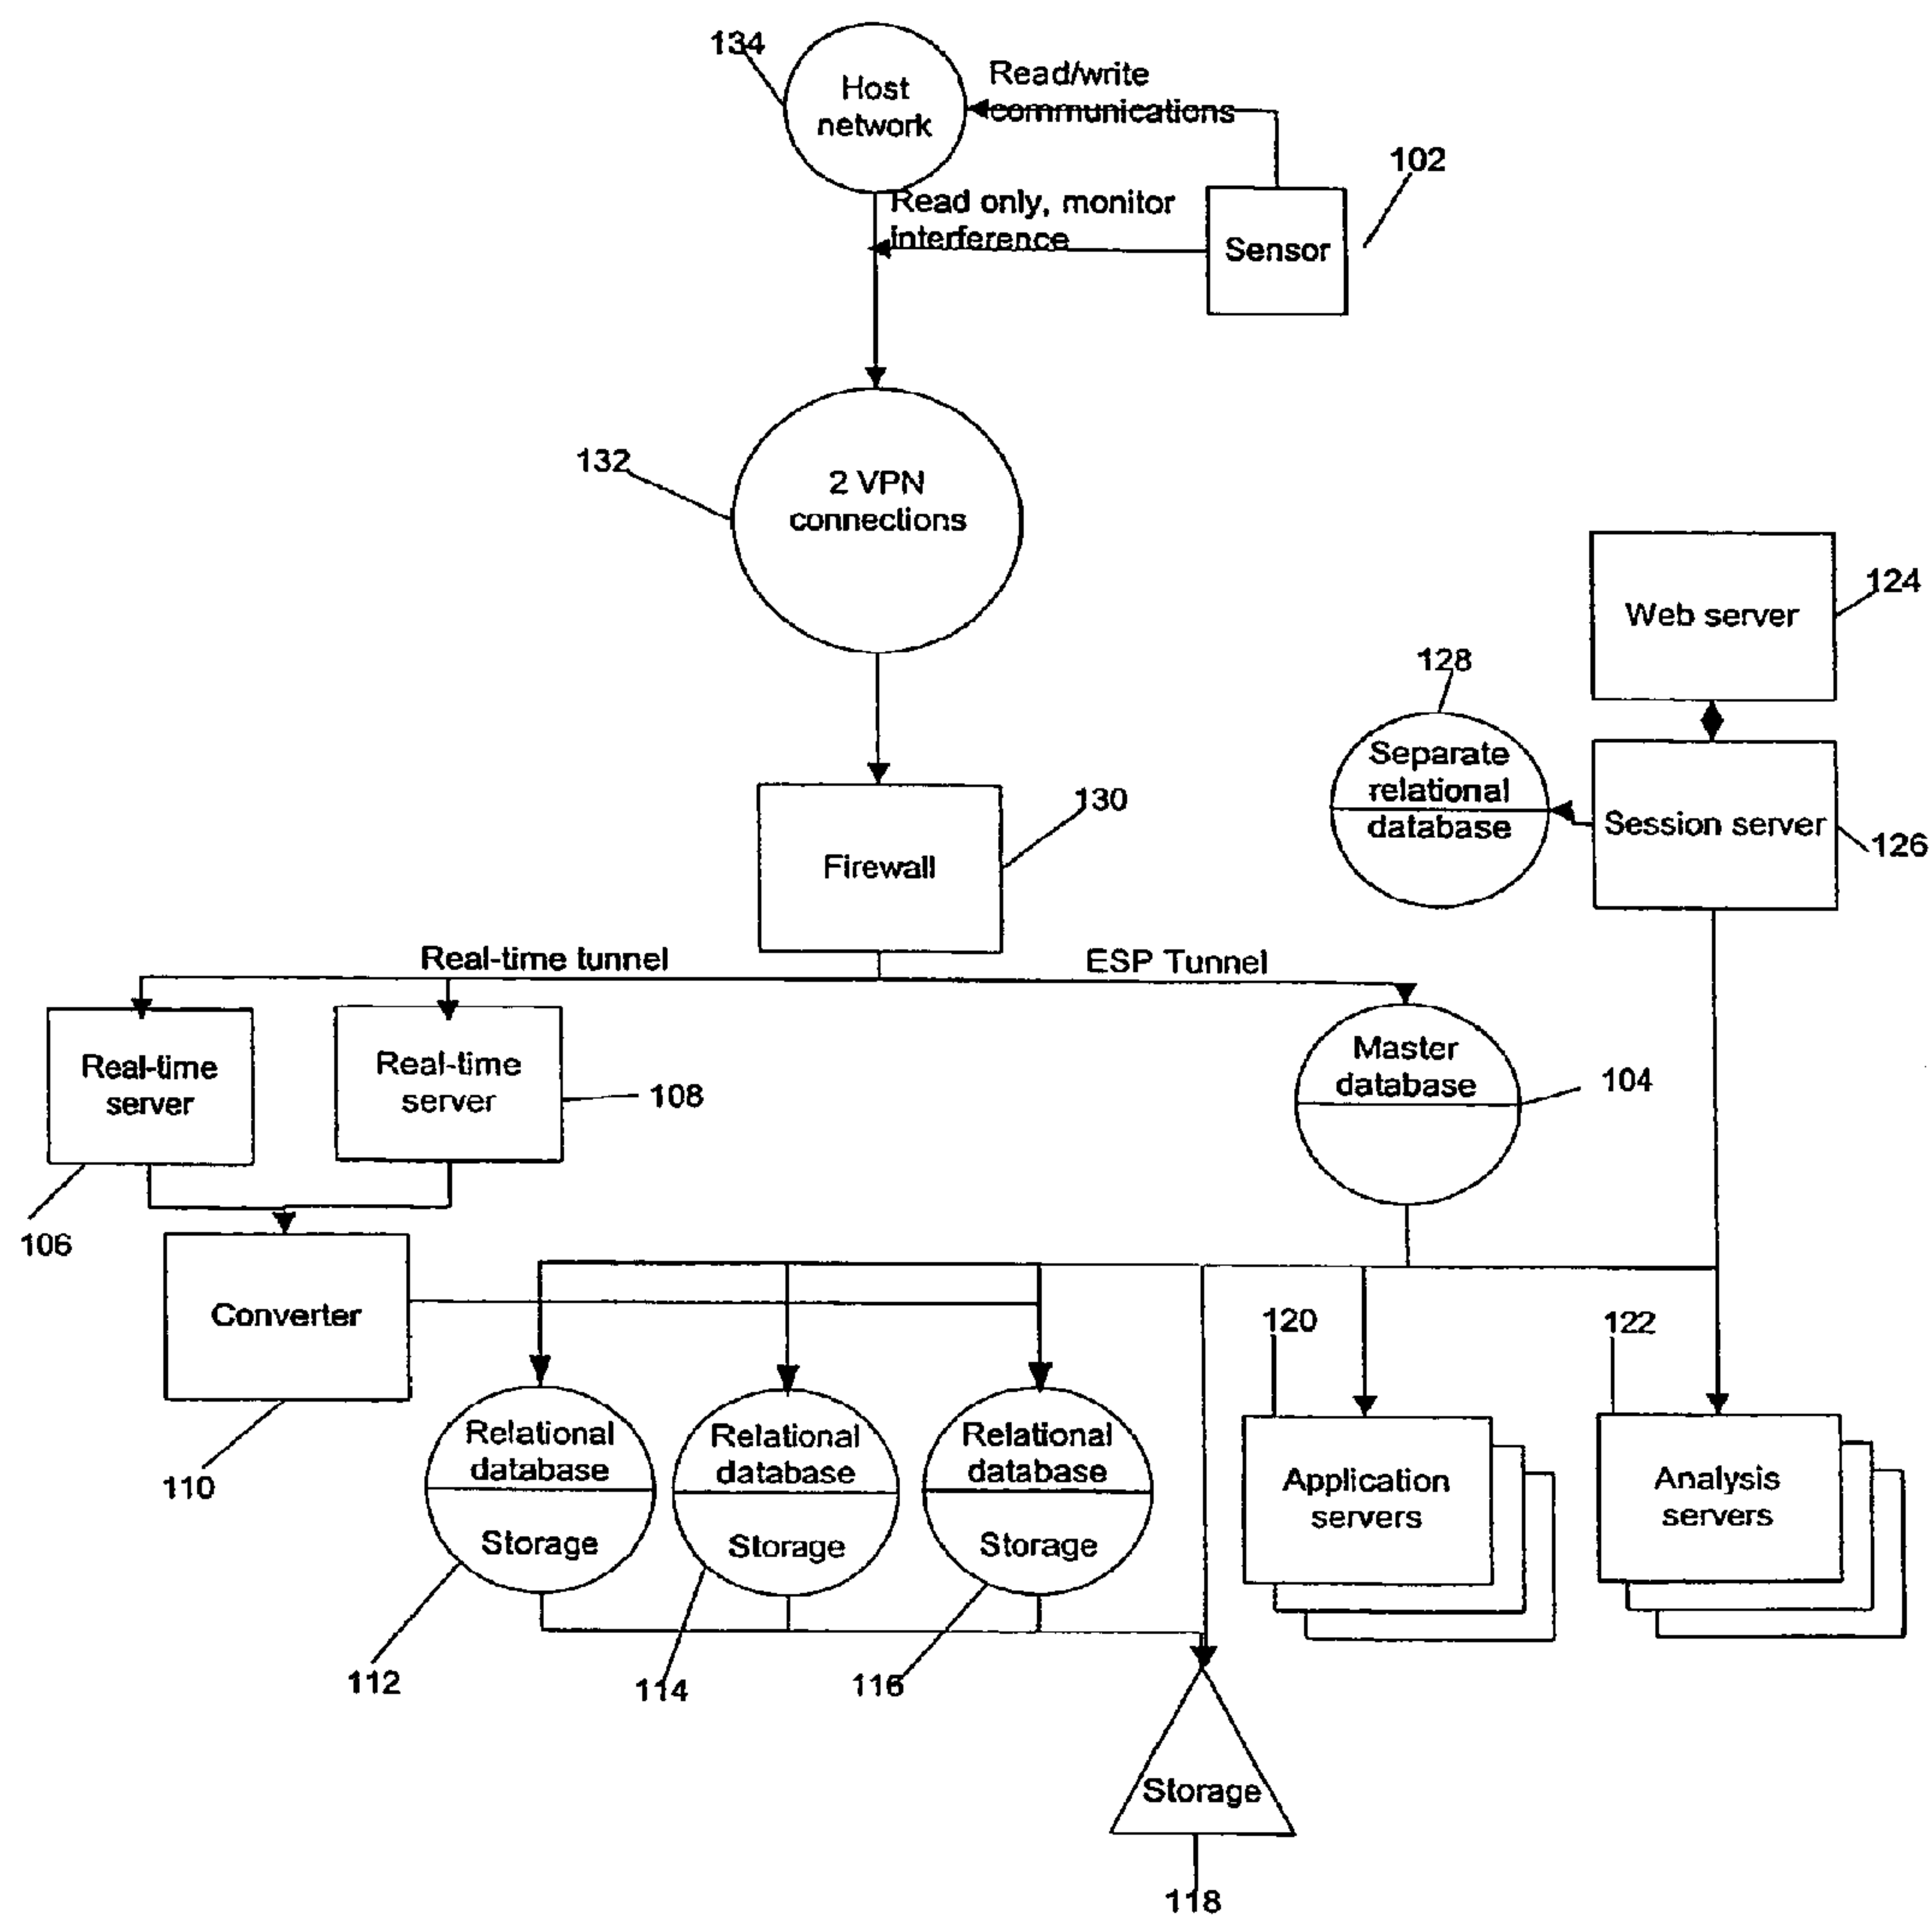 134
Host
network
Read/write
communications
102
Read only, monitor
interference
Sensor
132
2 VPN
connections
124
Web server
128
Separate
relational
database
Session server
126
130
Firewall
Real-time tunnel
ESP Tunnel
Real-time
server
Real-time
server
108
Master
database
104
106
Converter
120
122
110
Relational
database
Storage
Relational
database
Storage
Relational
database
Storage
Application
servers
Analysis
servers
112
114
116
Storage
118